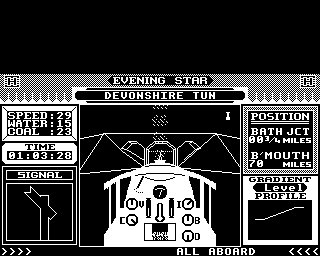 EVENING STAR
DEVONSHIRE TUN
SPEED:29
WATER:15
COAL :23
TIME
01:03:28
SIGNAL
POSITION
BATH JCT
00¾ MILES
B'MOUTH
70 MILES
GRADIENT
Level
PROFILE
V
I
C
B
D
>>>> ALL ABOARD <<<<